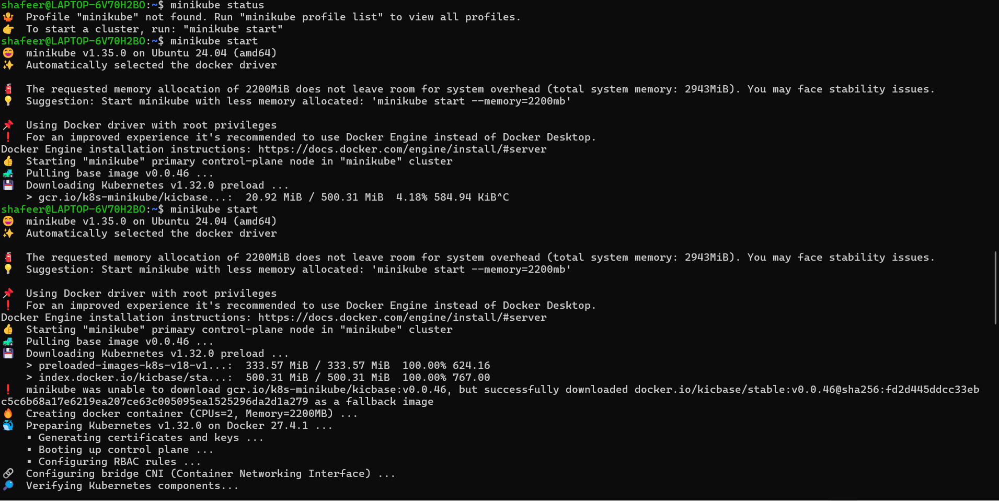 shafeer@LAPTOP-6V70H2BO:~$ minikube status
🤷  Profile "minikube" not found. Run "minikube profile list" to view all profiles.
👉  To start a cluster, run: "minikube start"
shafeer@LAPTOP-6V70H2BO:~$ minikube start
😄  minikube v1.35.0 on Ubuntu 24.04 (amd64)
✨  Automatically selected the docker driver
🧯  The requested memory allocation of 2200MiB does not leave room for system overhead (total system memory: 2943MiB). You may face stability issues.
💡  Suggestion: Start minikube with less memory allocated: 'minikube start --memory=2200mb'
📌  Using Docker driver with root privileges
❗  For an improved experience it's recommended to use Docker Engine instead of Docker Desktop.
Docker Engine installation instructions: https://docs.docker.com/engine/install/#server
👍  Starting "minikube" primary control-plane node in "minikube" cluster
🚜  Pulling base image v0.0.46 ...
💾  Downloading Kubernetes v1.32.0 preload ...
    > gcr.io/k8s-minikube/kicbase...:  20.92 MiB / 500.31 MiB  4.18% 584.94 KiB^C
shafeer@LAPTOP-6V70H2BO:~$ minikube start
😄  minikube v1.35.0 on Ubuntu 24.04 (amd64)
✨  Automatically selected the docker driver
🧯  The requested memory allocation of 2200MiB does not leave room for system overhead (total system memory: 2943MiB). You may face stability issues.
💡  Suggestion: Start minikube with less memory allocated: 'minikube start --memory=2200mb'
📌  Using Docker driver with root privileges
❗  For an improved experience it's recommended to use Docker Engine instead of Docker Desktop.
Docker Engine installation instructions: https://docs.docker.com/engine/install/#server
👍  Starting "minikube" primary control-plane node in "minikube" cluster
🚜  Pulling base image v0.0.46 ...
💾  Downloading Kubernetes v1.32.0 preload ...
    > preloaded-images-k8s-v18-v1...:  333.57 MiB / 333.57 MiB  100.00% 624.16
    > index.docker.io/kicbase/sta...:  500.31 MiB / 500.31 MiB  100.00% 767.00
❗  minikube was unable to download gcr.io/k8s-minikube/kicbase:v0.0.46, but successfully downloaded docker.io/kicbase/stable:v0.0.46@sha256:fd2d445ddcc33eb
c5c6b68a17e6219ea207ce63c005095ea1525296da2d1a279 as a fallback image
🔥  Creating docker container (CPUs=2, Memory=2200MB) ...
🐳  Preparing Kubernetes v1.32.0 on Docker 27.4.1 ...
    ▪ Generating certificates and keys ...
    ▪ Booting up control plane ...
    ▪ Configuring RBAC rules ...
🔗  Configuring bridge CNI (Container Networking Interface) ...
🔎  Verifying Kubernetes components...